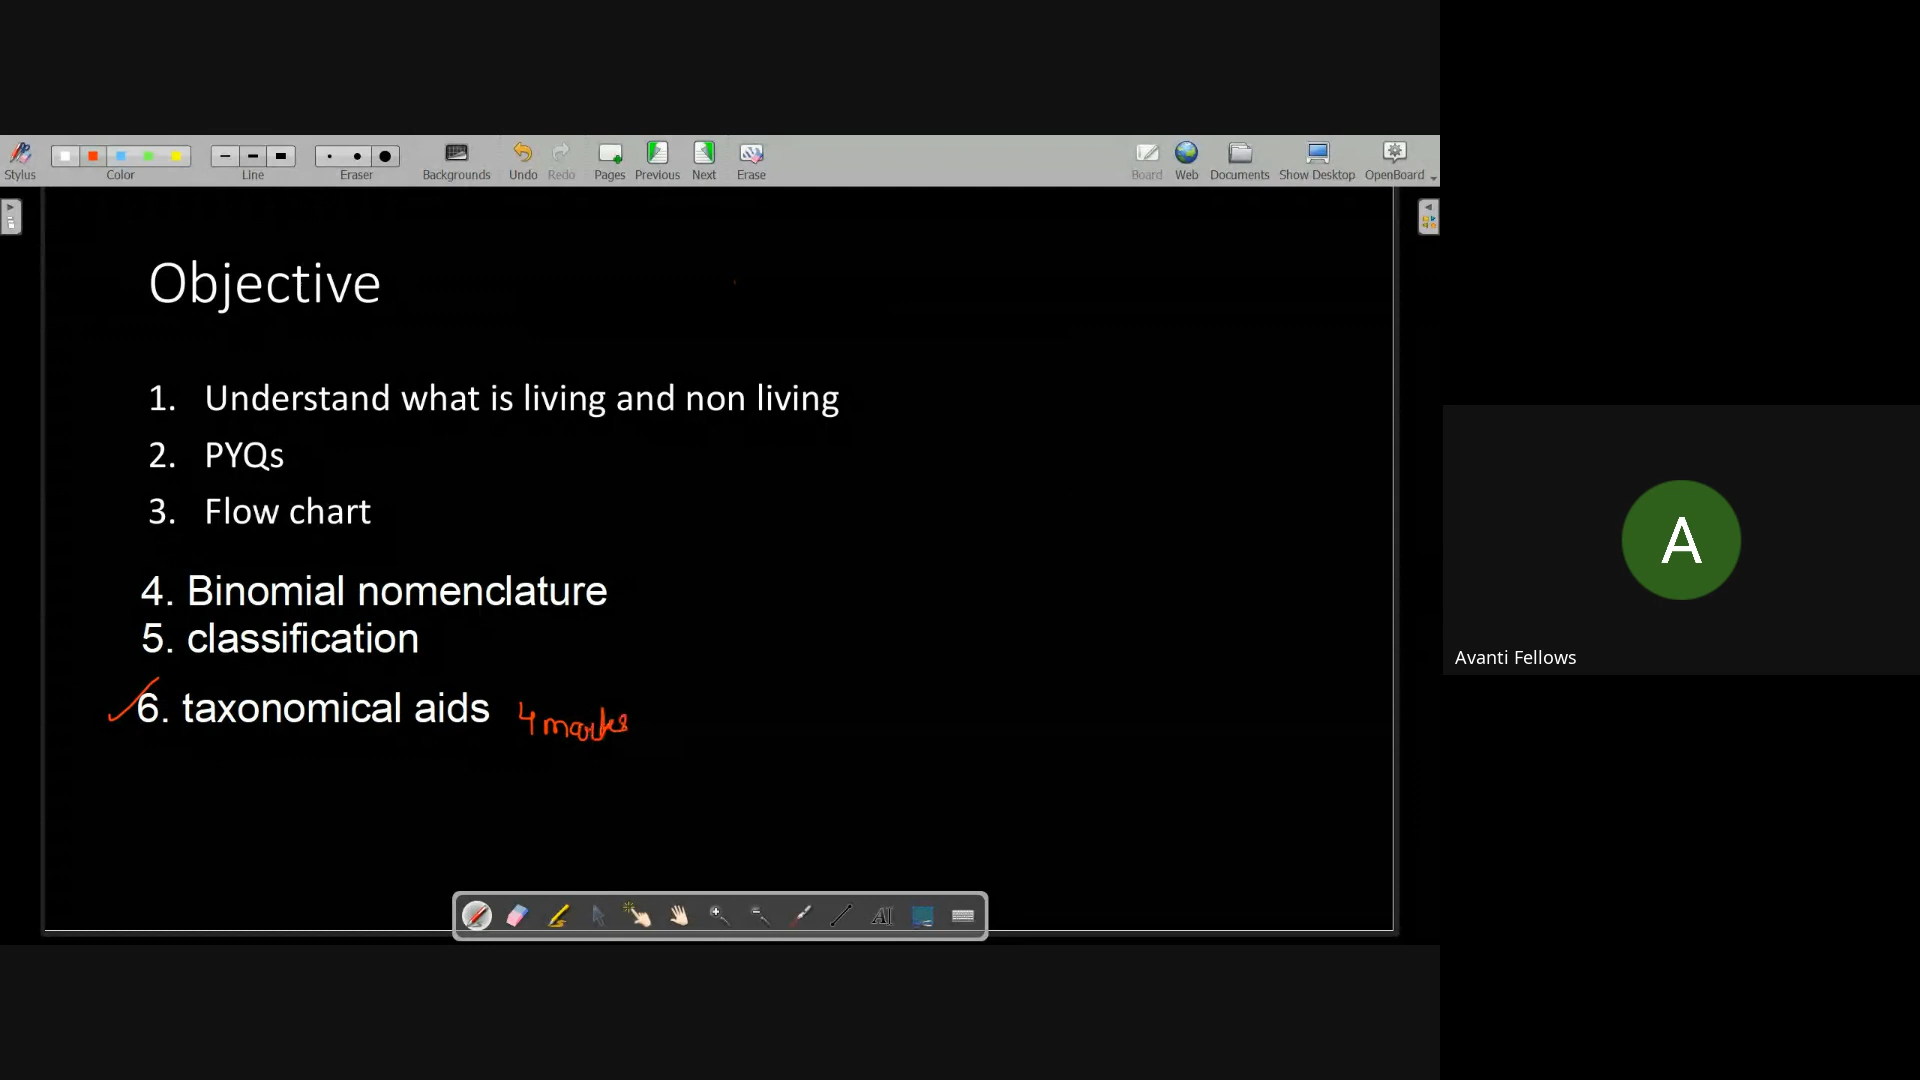 Stylus Color Line Eraser Backgrounds Undo Redo Pages Previous Next Erase Board Web Documents Show Desktop OpenBoard
Objective
1. Understand what is living and non living
2. PYQs
3. Flow chart
4. Binomial nomenclature
5. classification
6. taxonomical aids 4 marks
A
Avanti Fellows